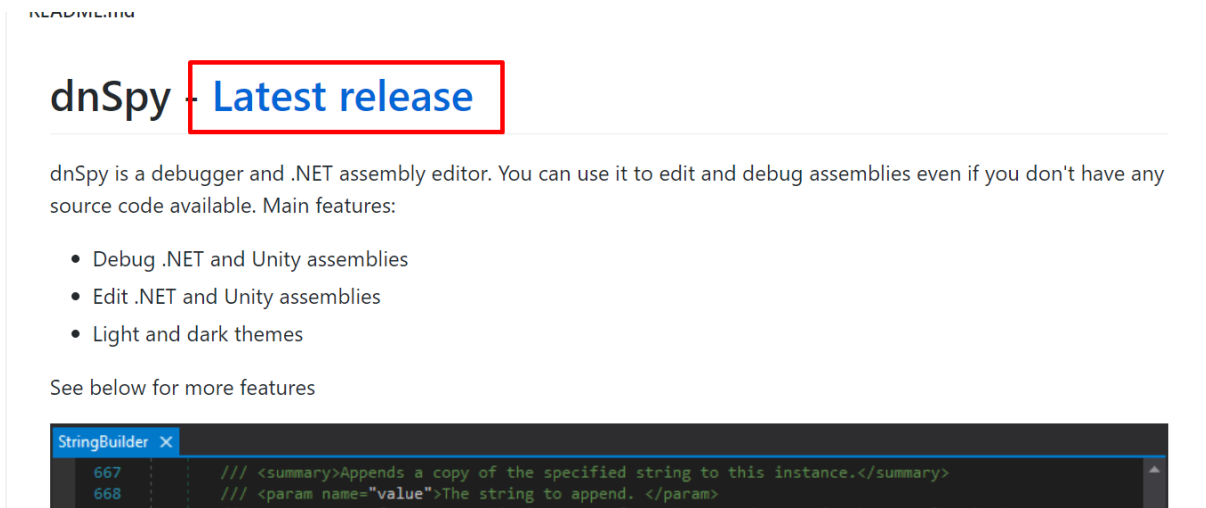 README.md
dnSpy - Latest release
dnSpy is a debugger and .NET assembly editor. You can use it to edit and debug assemblies even if you don't have any
source code available. Main features:
Debug .NET and Unity assemblies
Edit .NET and Unity assemblies
Light and dark themes
See below for more features
StringBuilder ×
667 /// <summary>Appends a copy of the specified string to this instance.</summary>
668 /// <param name="value">The string to append. </param>